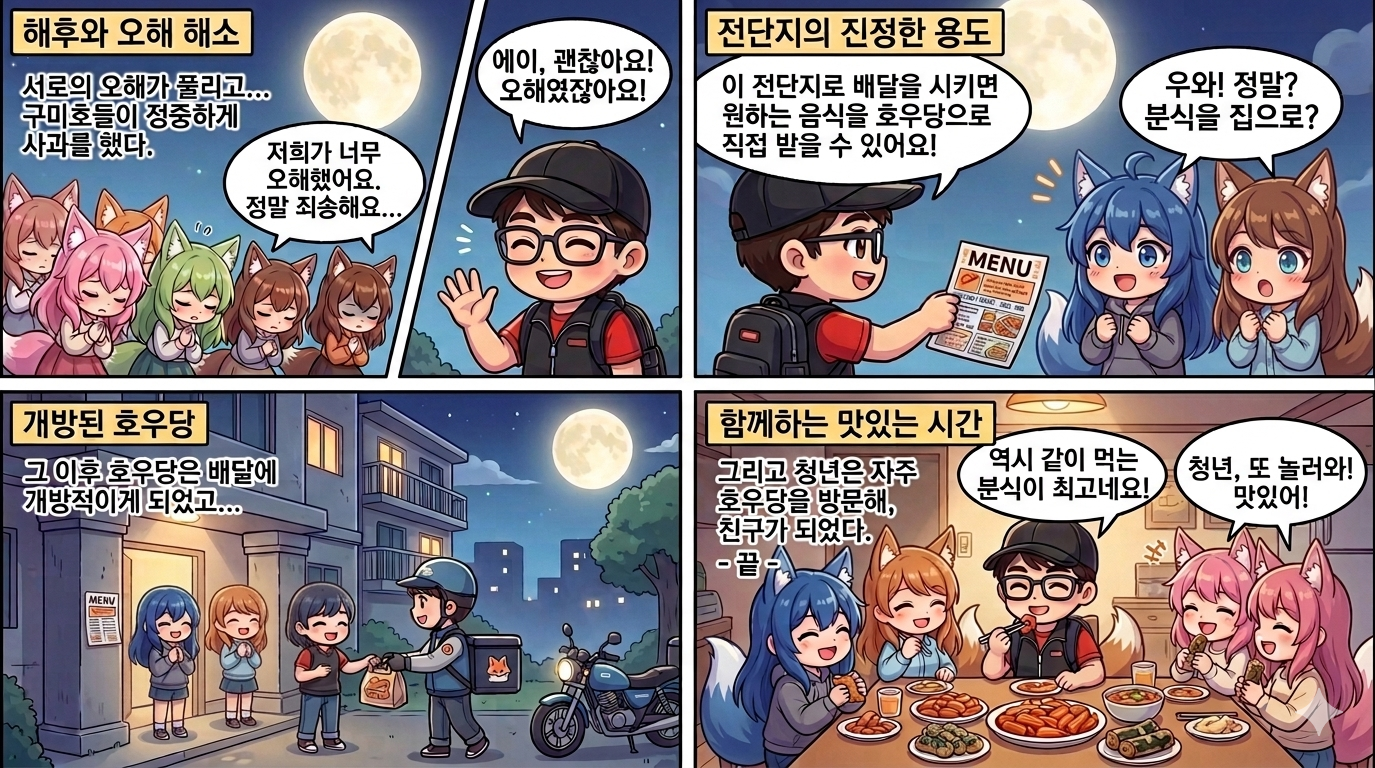 해후와 오해 해소
서로의 오해가 풀리고...
구미호들이 정중하게
사과를 했다.
저희가 너무
오해했어요.
정말 죄송해요...
에이, 괜찮아요!
오해였잖아요!
전단지의 진정한 용도
이 전단지로 배달을 시키면
원하는 음식을 호우당으로
직접 받을 수 있어요!
우와! 정말?
분식을 집으로?
MENU
개방된 호우당
그 이후 호우당은 배달에
개방적이게 되었고...
MENU
함께하는 맛있는 시간
그리고 청년은 자주
호우당을 방문해,
친구가 되었다.
- 끝 -
역시 같이 먹는
분식이 최고네요!
청년, 또 놀러와!
맛있어!